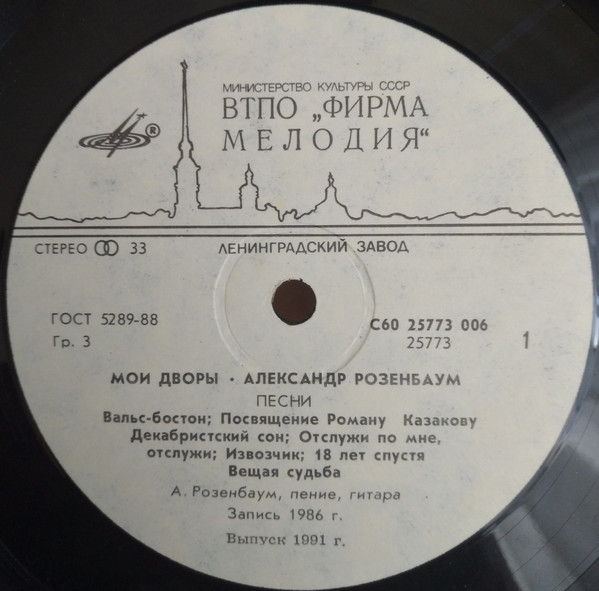 МИНИСТЕРСТВО КУЛЬТУРЫ СССР
ВТПО „ФИРМА
МЕЛОДИЯ“
®
СТЕРЕО 33
ЛЕНИНГРАДСКИЙ ЗАВОД
ГОСТ 5289-88
Гр. 3
С60 25773 006
25773
1
МОИ ДВОРЫ · АЛЕКСАНДР РОЗЕНБАУМ
ПЕСНИ
Вальс-бостон; Посвящение Роману Казакову
Декабристский сон; Отслужи по мне,
отслужи; Извозчик; 18 лет спустя
Вещая судьба
А. Розенбаум, пение, гитара
Запись 1986 г.
Выпуск 1991 г.